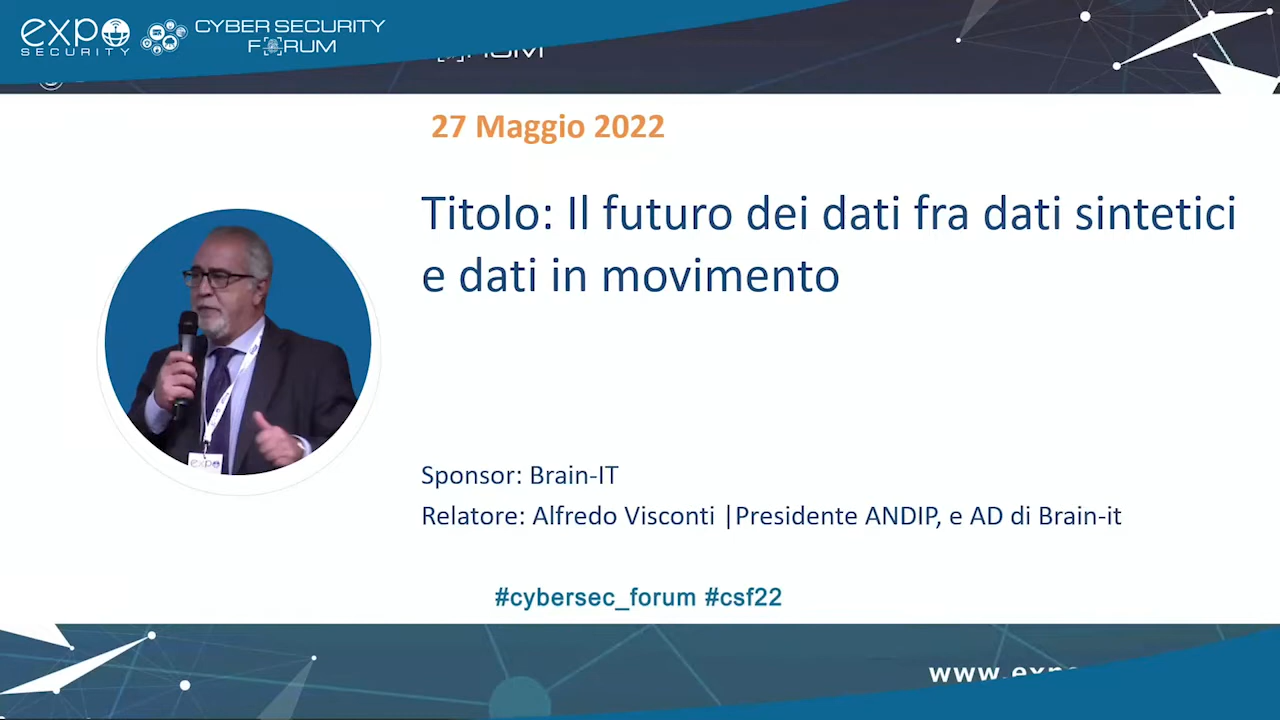 expo
SECURITY
CYBER SECURITY
FORUM
27 Maggio 2022
Titolo: Il futuro dei dati fra dati sintetici
e dati in movimento
expo
Sponsor: Brain-IT
Relatore: Alfredo Visconti |Presidente ANDIP, e AD di Brain-it
#cybersec_forum #csf22